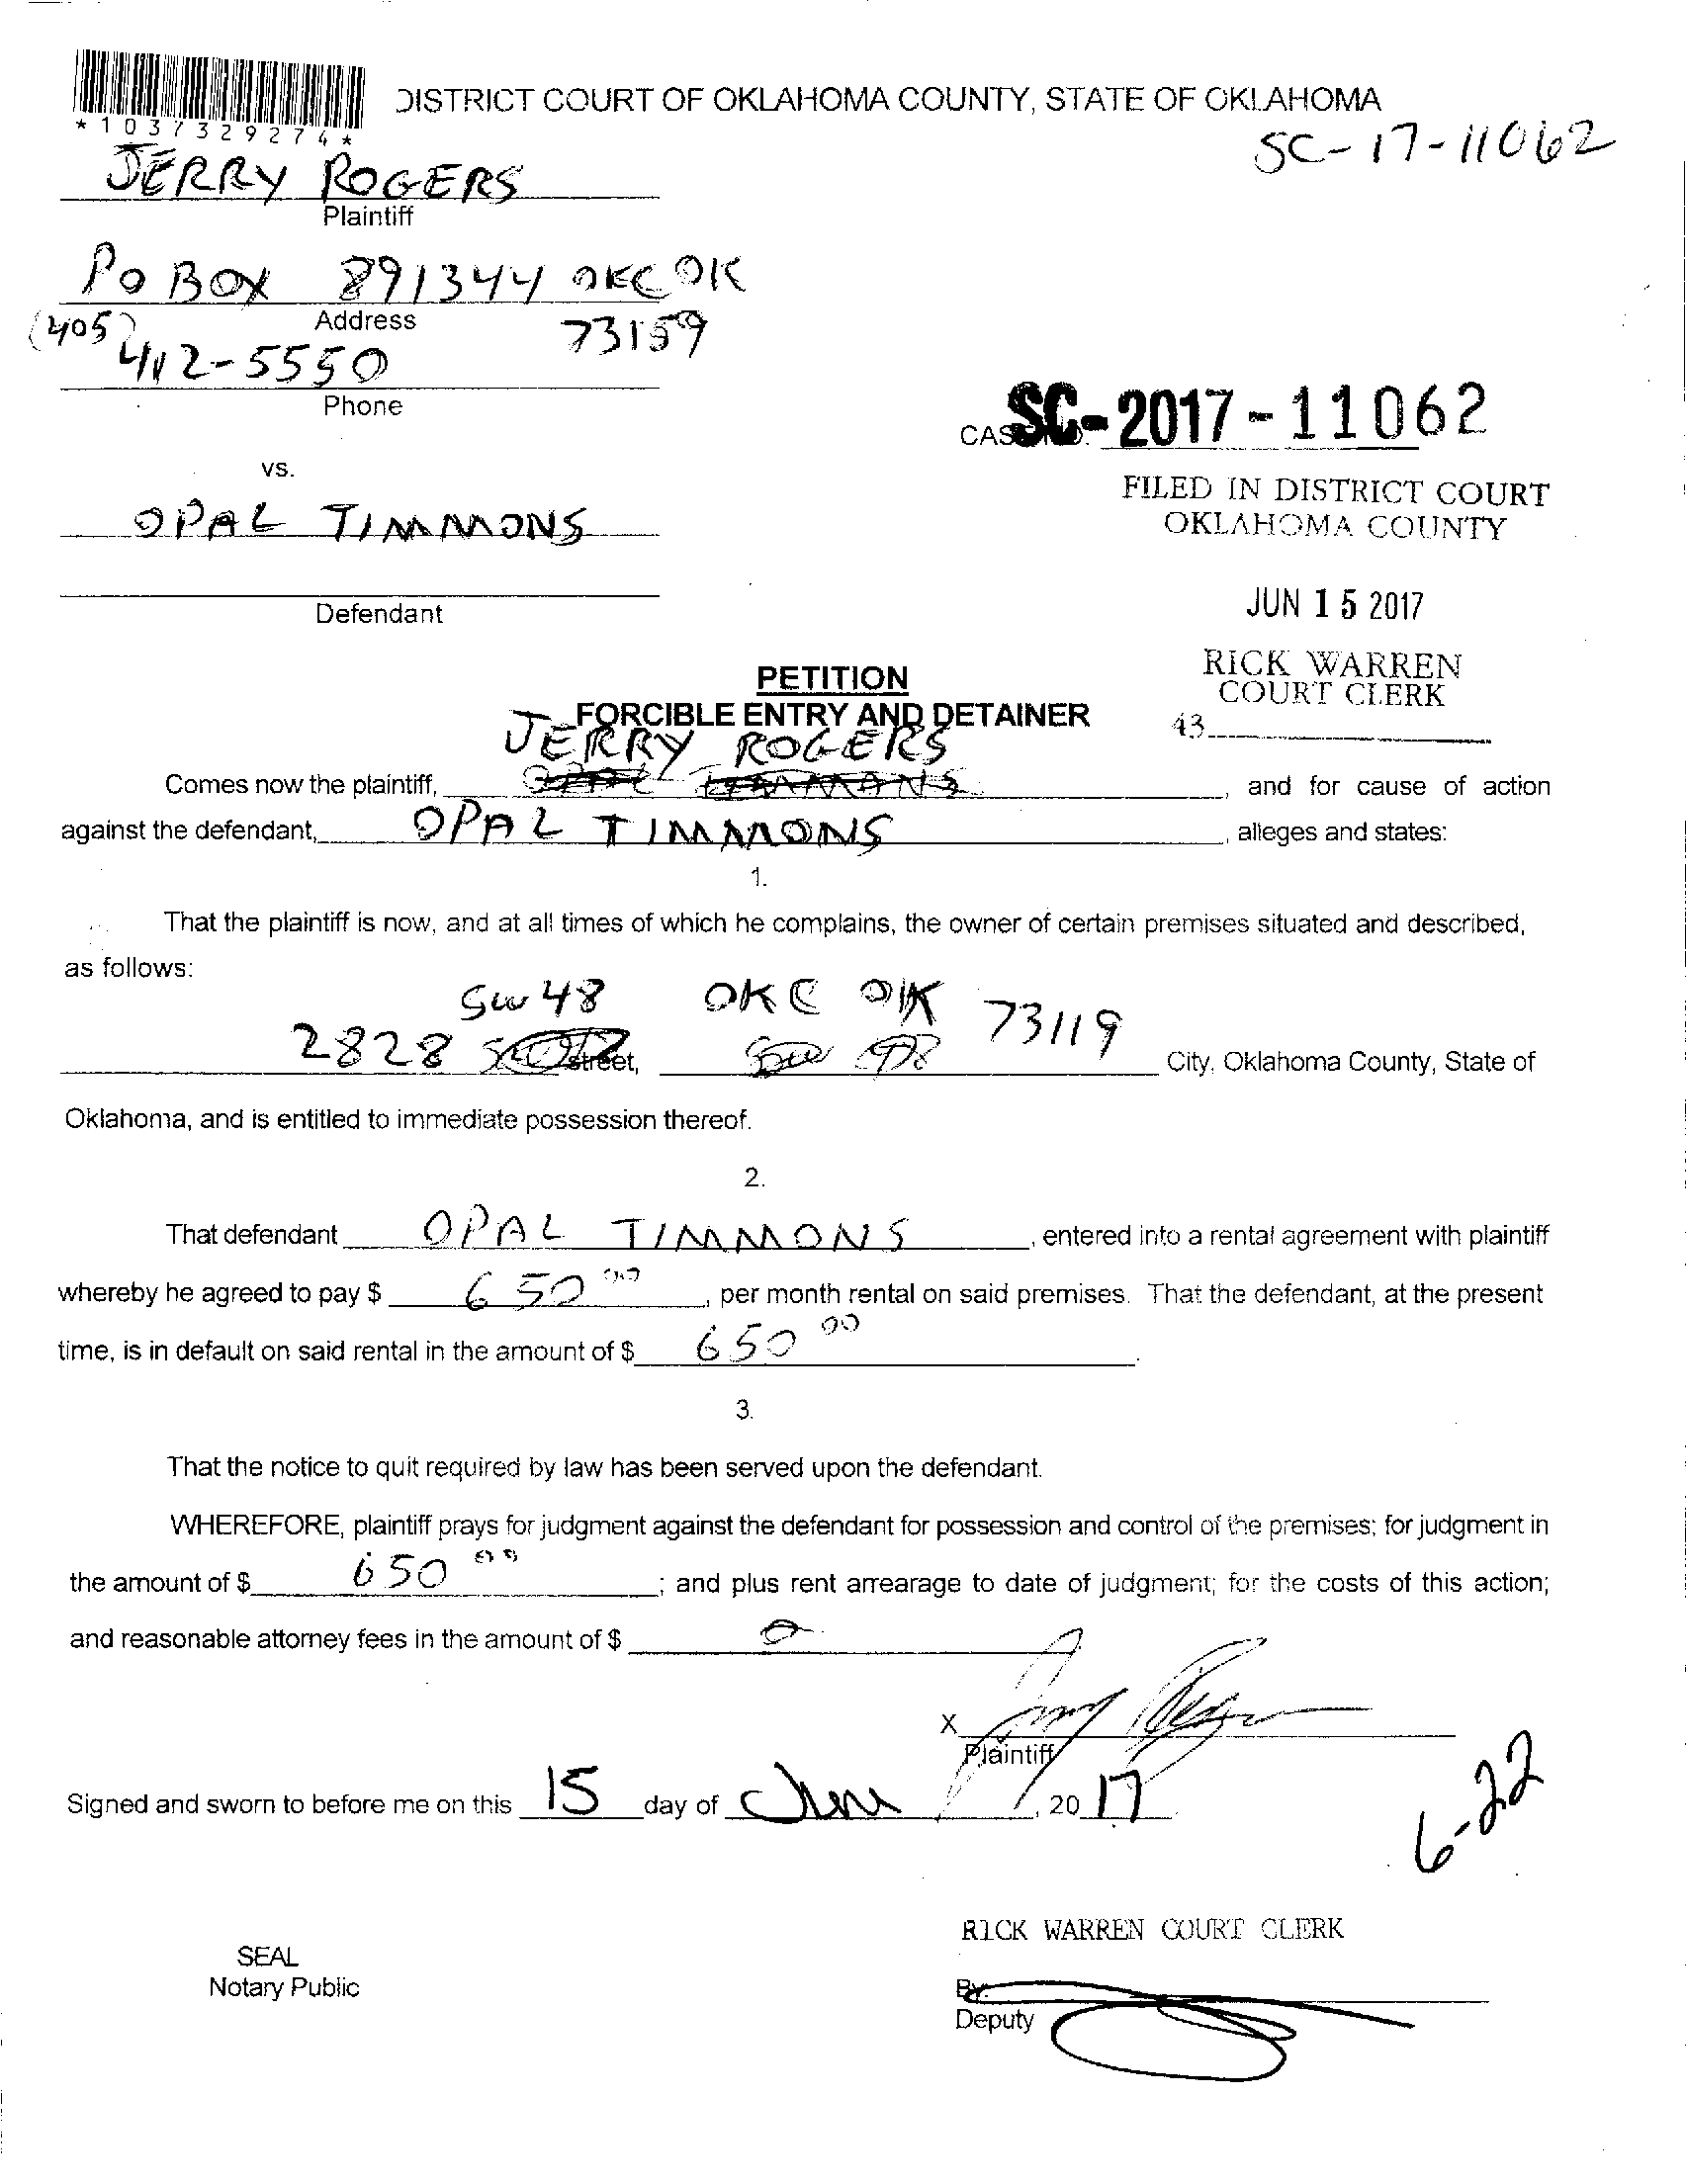 *1037329274*
DISTRICT COURT OF OKLAHOMA COUNTY, STATE OF OKLAHOMA
SC-17-11062
JERRY ROGERS
Plaintiff
PO BOX 891344 OKC OK
Address
73159
(405)
412-5550
Phone
SC-2017-11062
vs.
FILED IN DISTRICT COURT
OKLAHOMA COUNTY
OPAL TIMMONS
JUN 15 2017
Defendant
RICK WARREN
COURT CLERK
43
PETITION
FORCIBLE ENTRY AND DETAINER
JERRY ROGERS
Comes now the plaintiff, OPAL TIMMONS, and for cause of action
against the defendant, OPAL TIMMONS, alleges and states:
1.
That the plaintiff is now, and at all times of which he complains, the owner of certain premises situated and described,
as follows:
SW 48 OKC OK 73119
2828 street, SW 48 City, Oklahoma County, State of
Oklahoma, and is entitled to immediate possession thereof.
2.
That defendant OPAL TIMMONS, entered into a rental agreement with plaintiff
whereby he agreed to pay $ 650 00, per month rental on said premises. That the defendant, at the present
time, is in default on said rental in the amount of $ 650 00.
3.
That the notice to quit required by law has been served upon the defendant.
WHEREFORE, plaintiff prays for judgment against the defendant for possession and control of the premises; for judgment in
the amount of $ 650 00; and plus rent arrearage to date of judgment; for the costs of this action;
and reasonable attorney fees in the amount of $ 0
X Jerry Rogers
Plaintiff
Signed and sworn to before me on this 15 day of June, 20 17
6-22
RICK WARREN COURT CLERK
SEAL
Notary Public
By:
Deputy